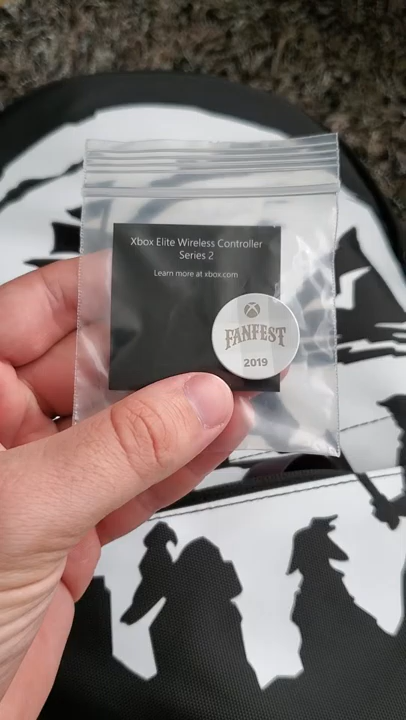 Xbox Elite Wireless Controller
Series 2
Learn more at xbox.com
FANFEST
2019